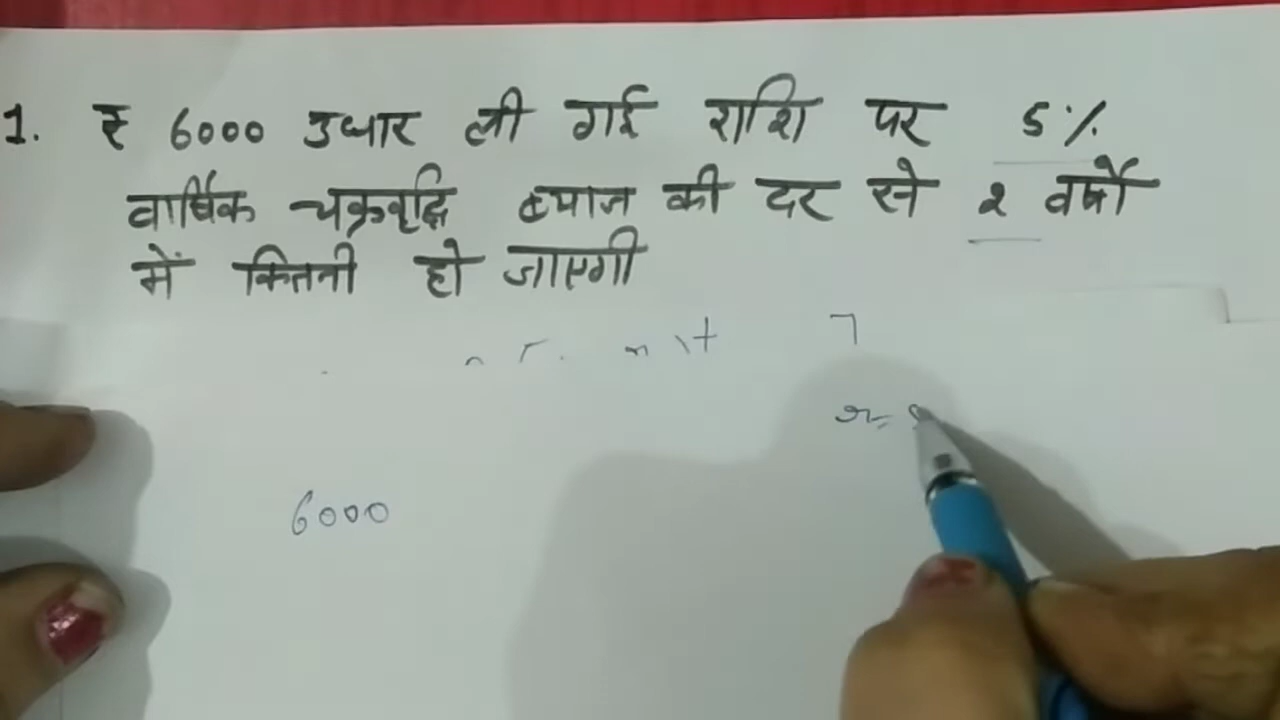 1. ₹ 6000 उधार ली गई राशि पर 5%
वार्षिक चक्रवृद्धि ब्याज की दर से 2 वर्षों
में कितनी हो जाएगी
r=
6000